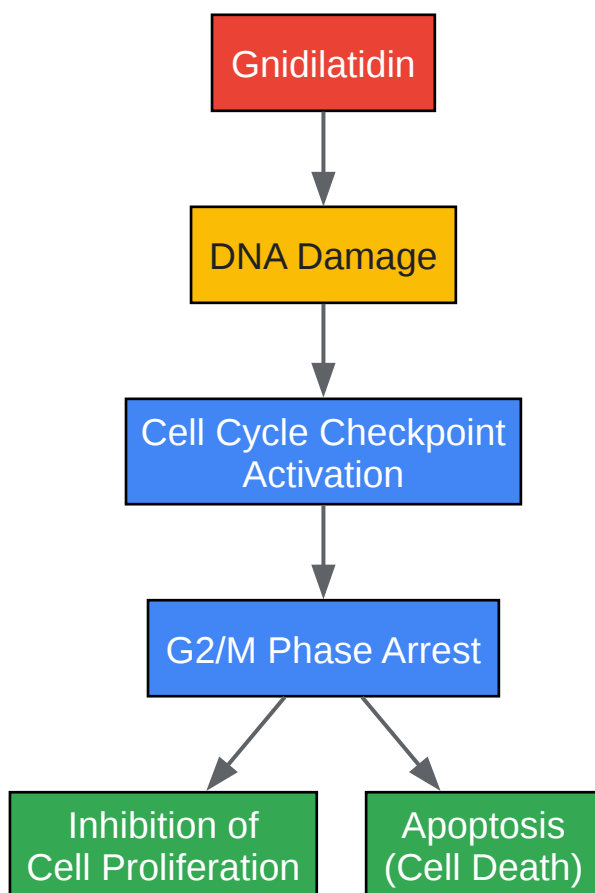 Gnidilatidin
DNA Damage
Cell Cycle Checkpoint
Activation
G2/M Phase Arrest
Inhibition of
Cell Proliferation
Apoptosis
(Cell Death)